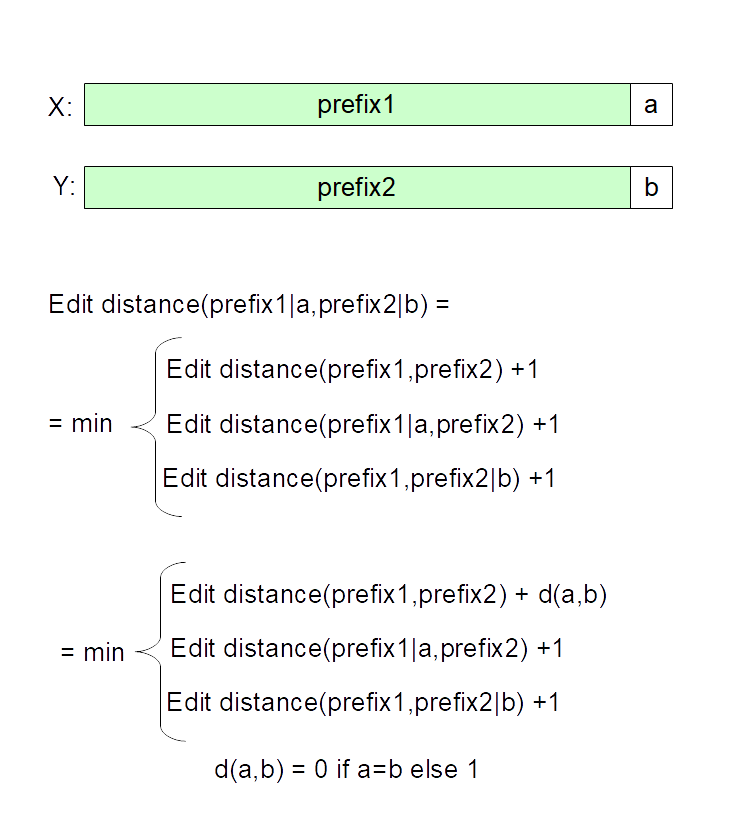 X: prefix1 a
Y: prefix2 b
Edit distance(prefix1|a,prefix2|b) =
Edit distance(prefix1,prefix2) +1
= min Edit distance(prefix1|a,prefix2) +1
Edit distance(prefix1,prefix2|b) +1
Edit distance(prefix1,prefix2) + d(a,b)
= min Edit distance(prefix1|a,prefix2) +1
Edit distance(prefix1,prefix2|b) +1
d(a,b) = 0 if a=b else 1